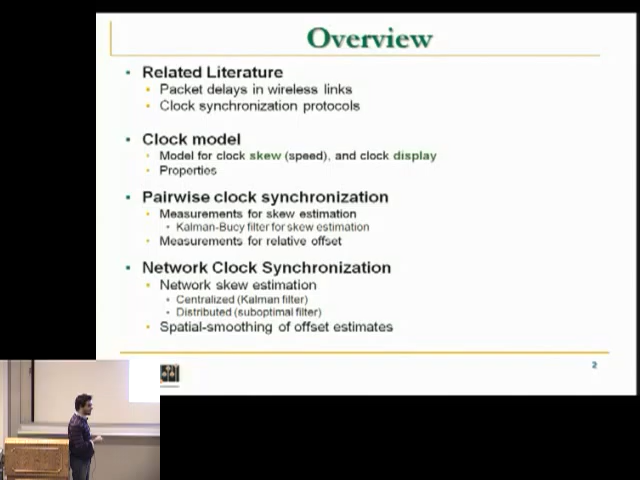 Overview
Related Literature
Packet delays in wireless links
Clock synchronization protocols
Clock model
Model for clock skew (speed), and clock display
Properties
Pairwise clock synchronization
Measurements for skew estimation
Kalman-Bucy filter for skew estimation
Measurements for relative offset
Network Clock Synchronization
Network skew estimation
Centralized (Kalman filter)
Distributed (suboptimal filter)
Spatial-smoothing of offset estimates
2